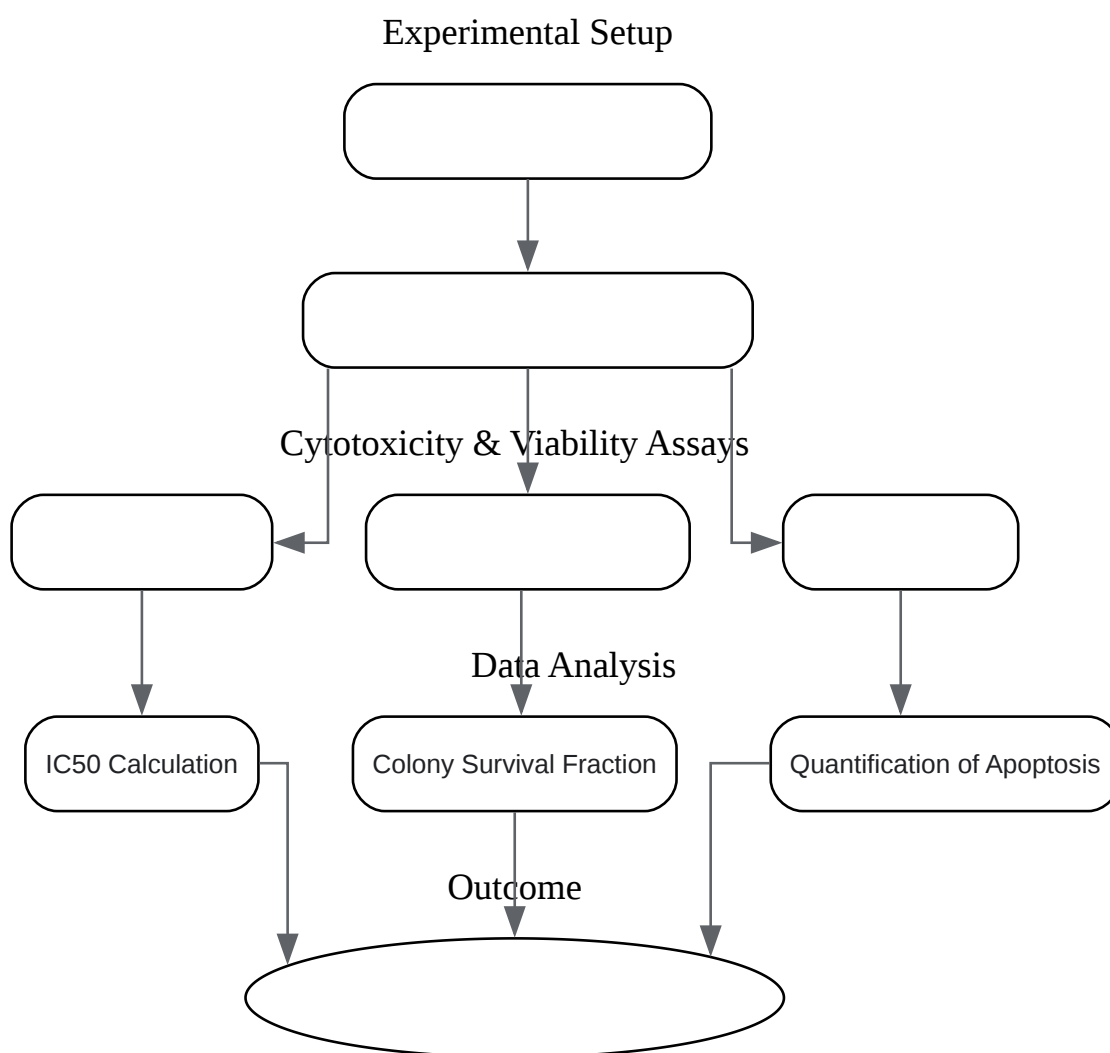 Experimental Setup
Cytotoxicity & Viability Assays
Data Analysis
IC50 Calculation
Colony Survival Fraction
Quantification of Apoptosis
Outcome